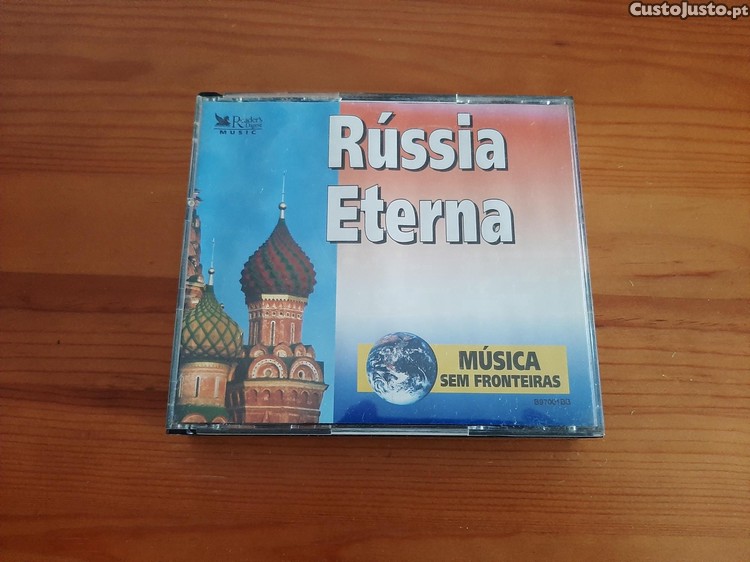 CustoJusto.pt
Reader's
Digest
MUSIC
Rússia
Eterna
MÚSICA
SEM FRONTEIRAS